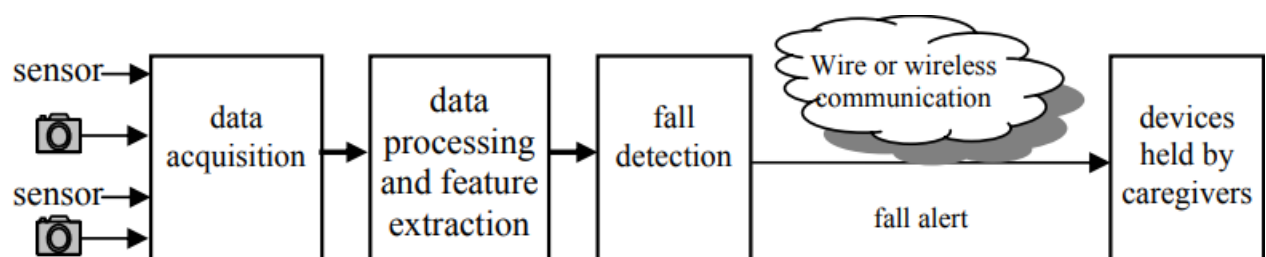 sensor
sensor
data
acquisition
data
processing
and feature
extraction
fall
detection
Wire or wireless
communication
fall alert
devices
held by
caregivers